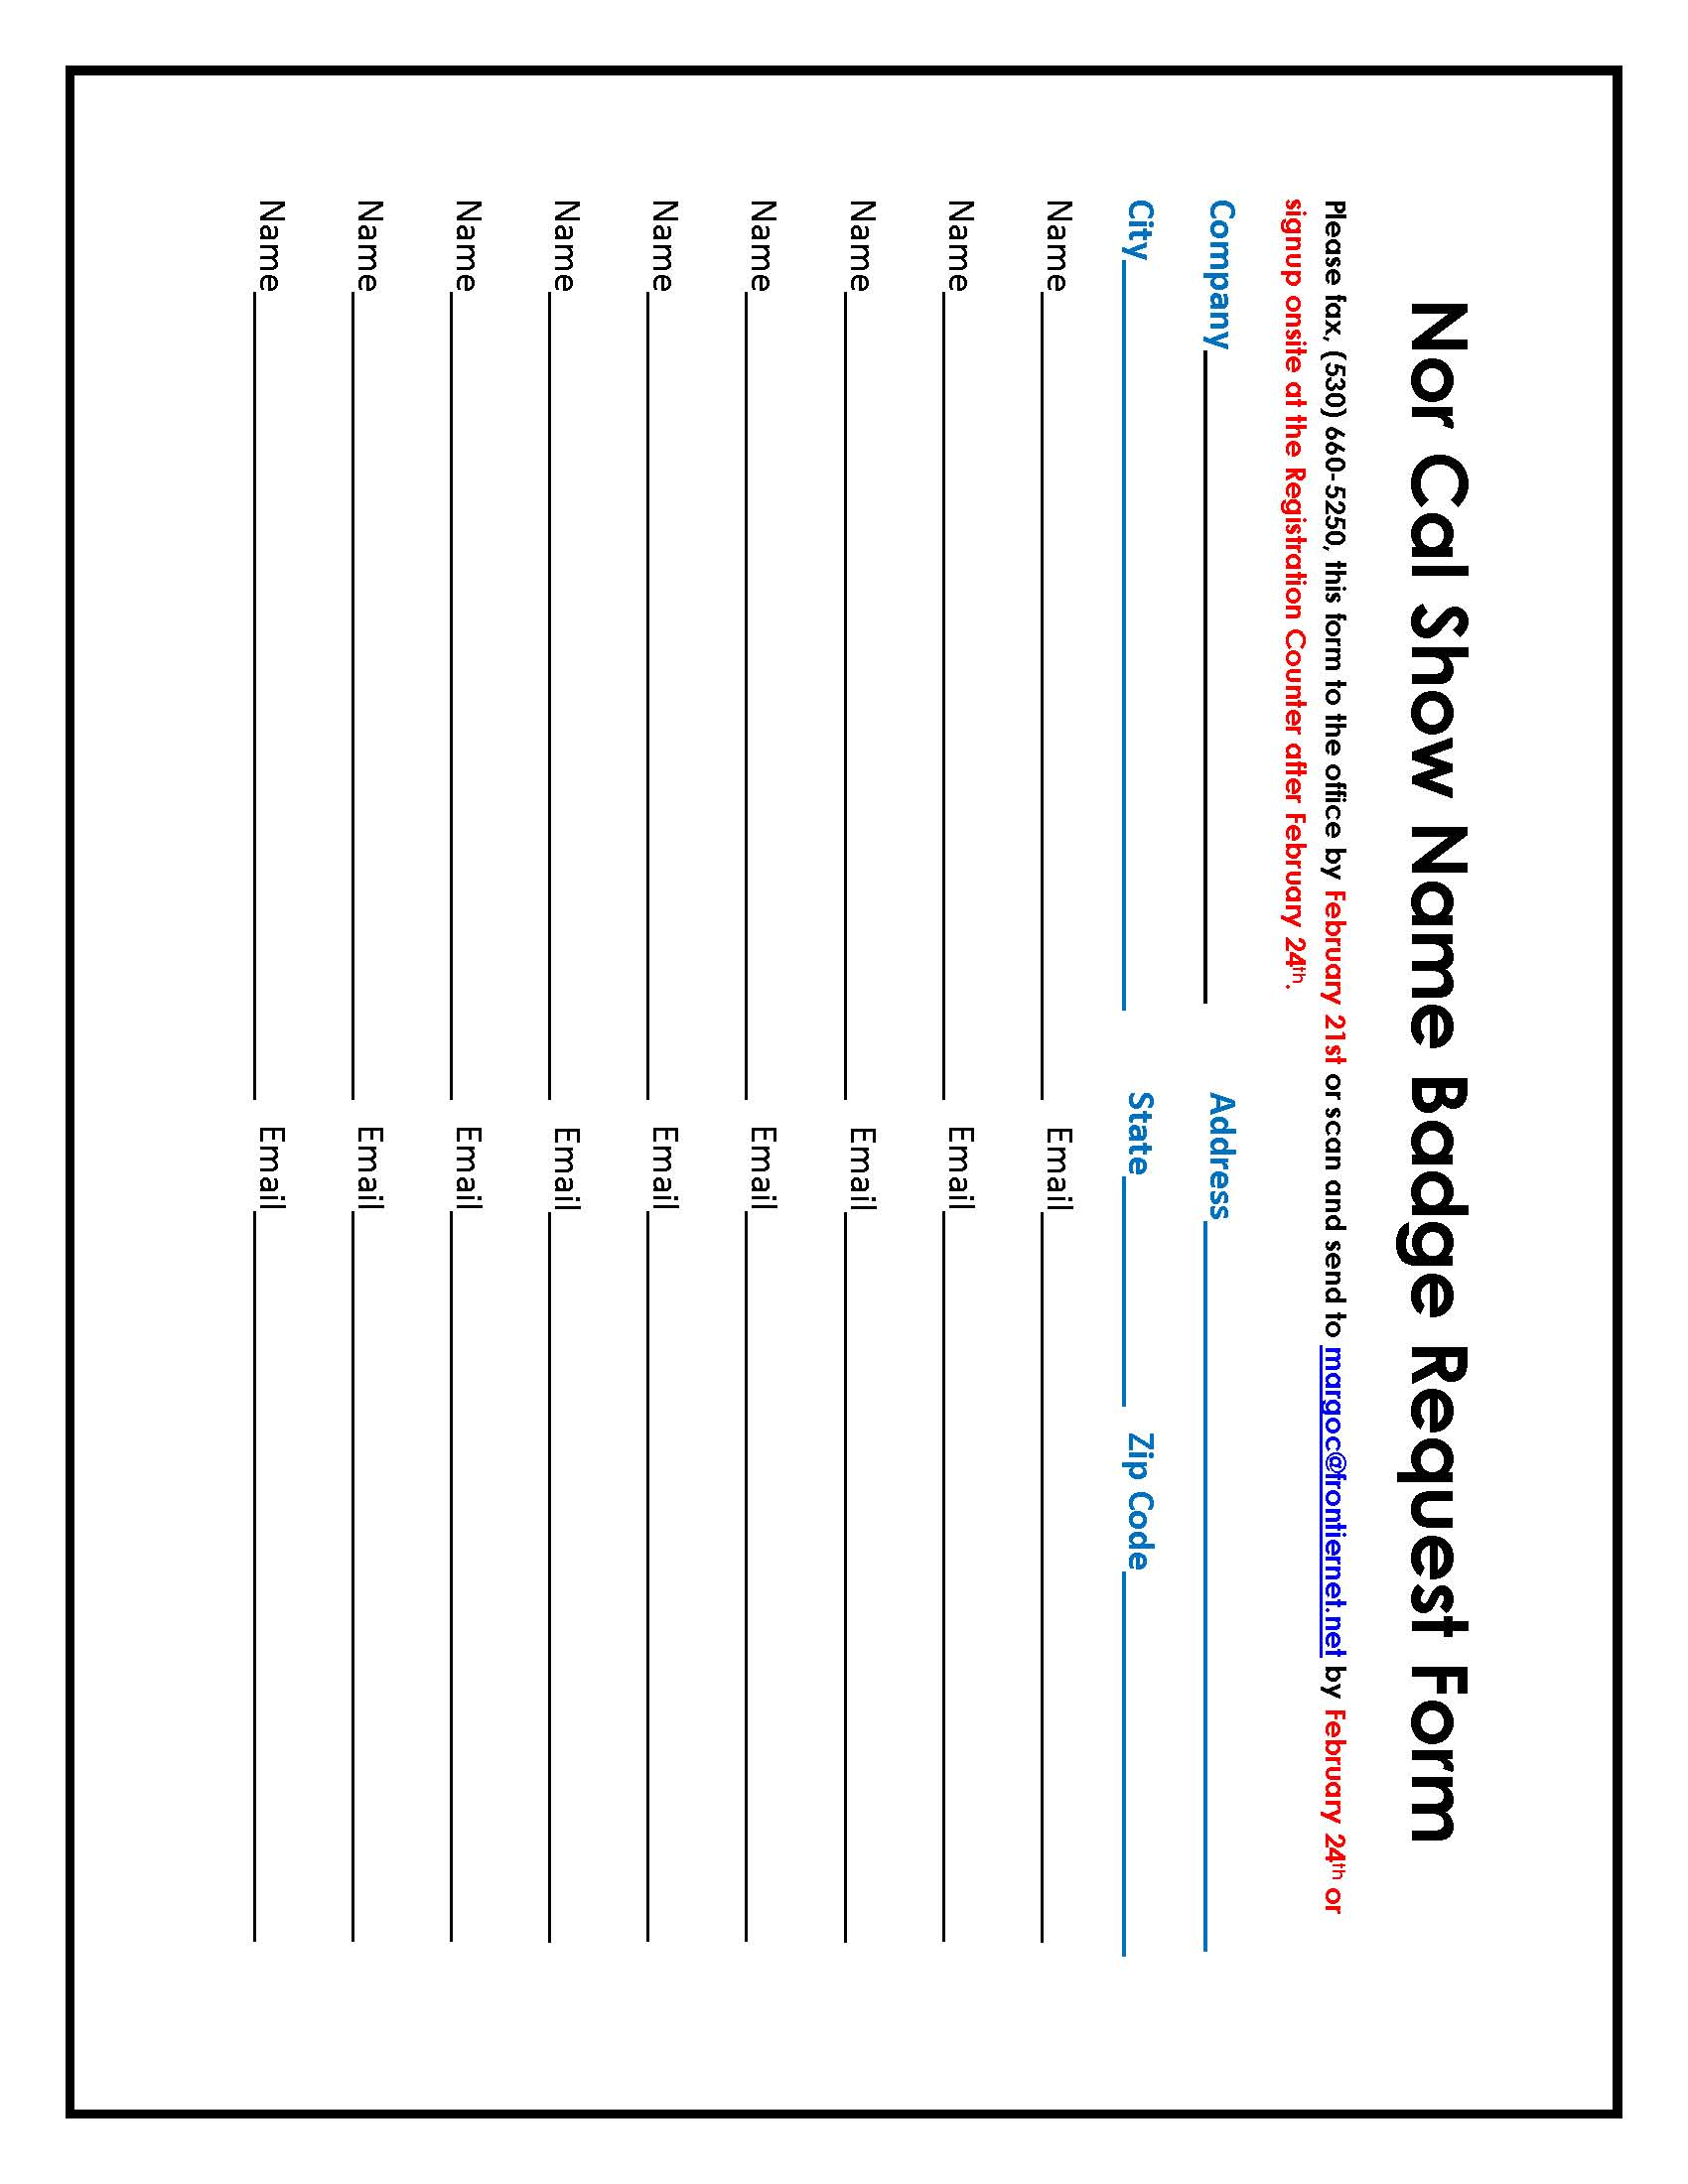 Nor Cal Show Name Badge Request Form
Please fax, (530) 660-5250, this form to the office by February 21st or scan and send to margoc@frontiernet.net by February 24th or
signup onsite at the Registration Counter after February 24th.
Company Address
City State Zip Code
Name Email
Name Email
Name Email
Name Email
Name Email
Name Email
Name Email
Name Email
Name Email